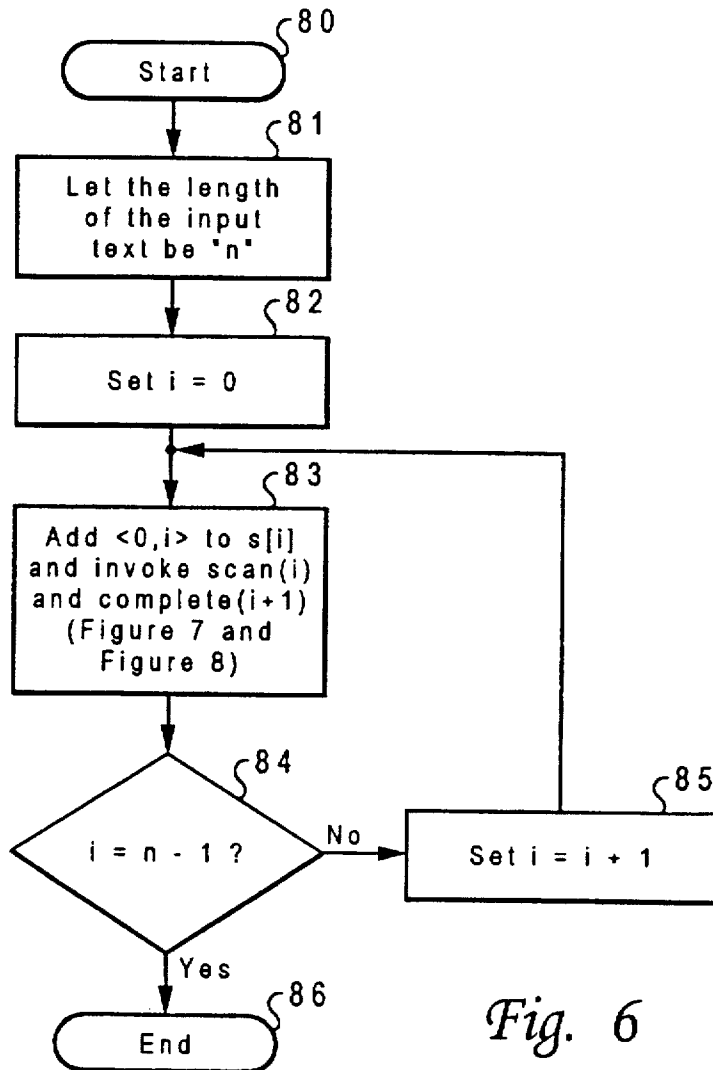 80
Start
81
Let the length
of the input
text be "n"
82
Set i = 0
83
Add <0,i> to s[i]
and invoke scan(i)
and complete(i+1)
(Figure 7 and
Figure 8)
84
i = n - 1 ?
No
85
Set i = i + 1
Yes
86
End
Fig. 6